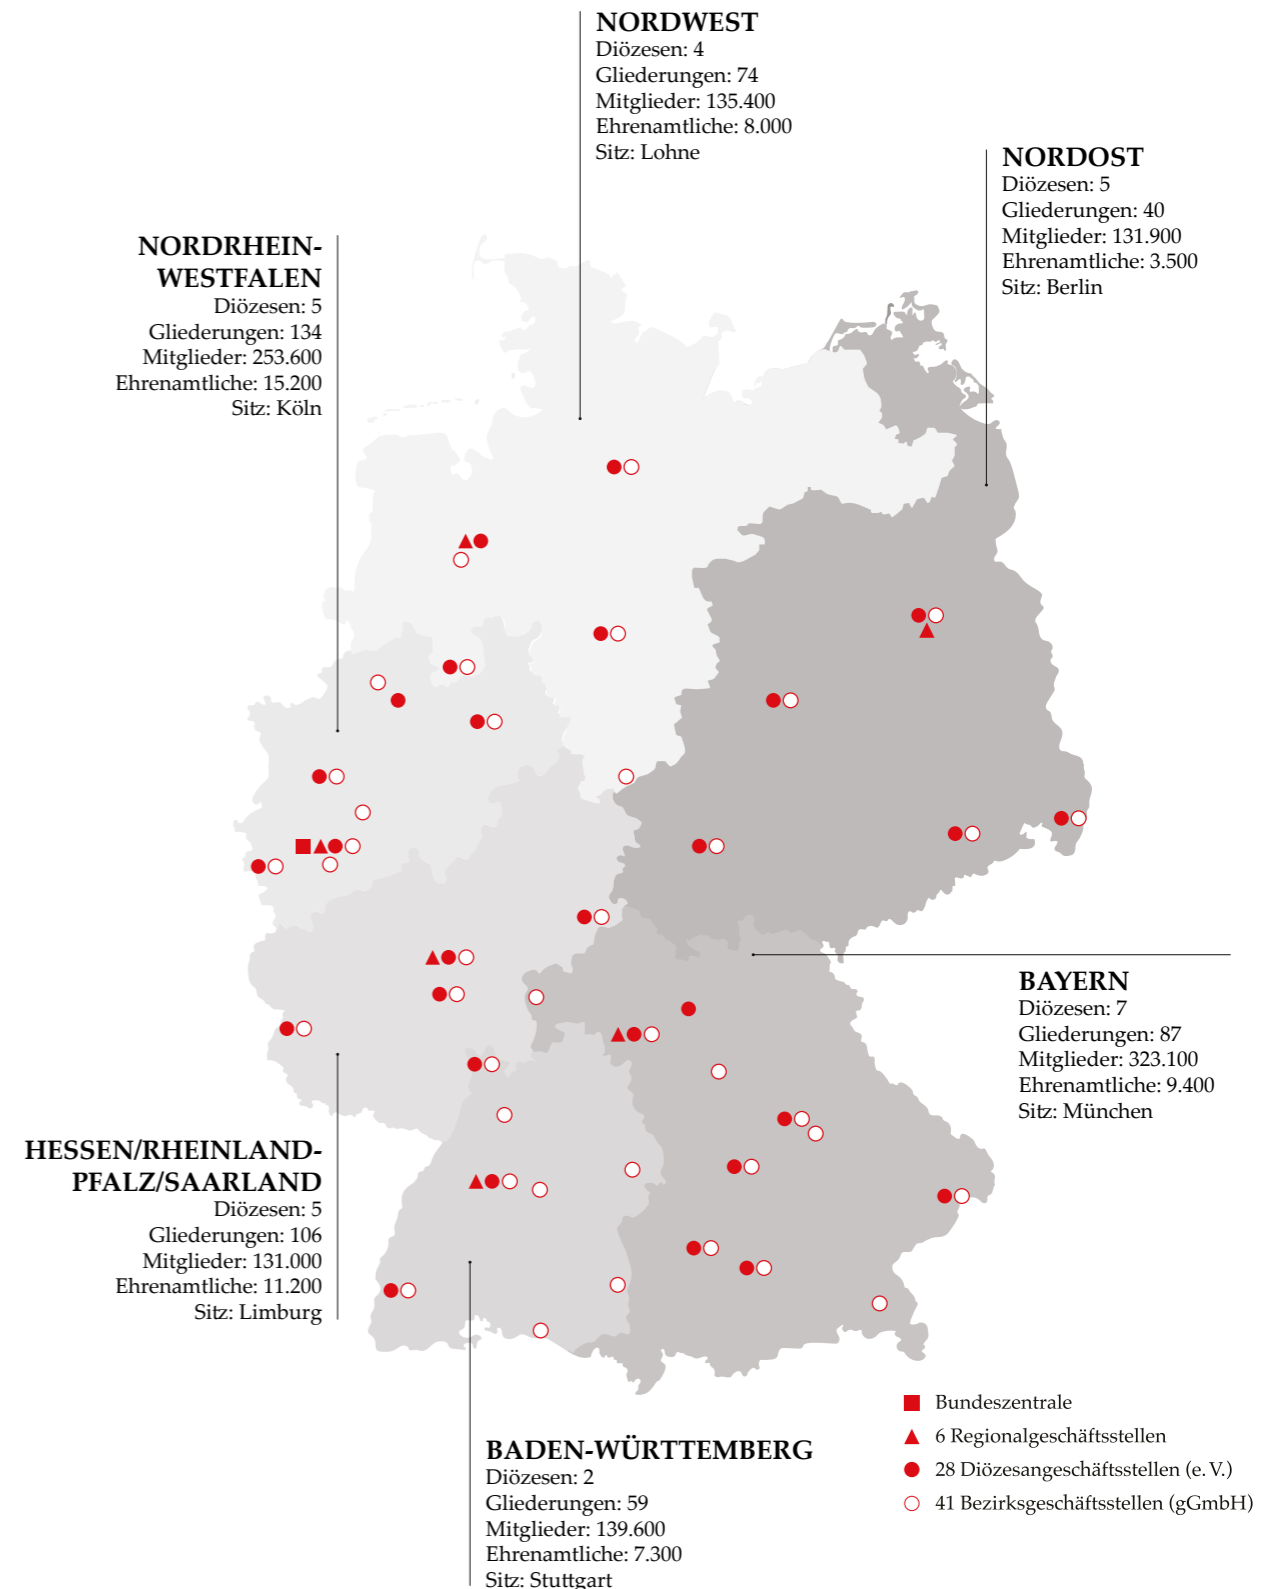 NORDWEST
Diözesen: 4
Gliederungen: 74
Mitglieder: 135.400
Ehrenamtliche: 8.000
Sitz: Lohne
NORDOST
Diözesen: 5
Gliederungen: 40
Mitglieder: 131.900
Ehrenamtliche: 3.500
Sitz: Berlin
NORDRHEIN-
WESTFALEN
Diözesen: 5
Gliederungen: 134
Mitglieder: 253.600
Ehrenamtliche: 15.200
Sitz: Köln
BAYERN
Diözesen: 7
Gliederungen: 87
Mitglieder: 323.100
Ehrenamtliche: 9.400
Sitz: München
HESSEN/RHEINLAND-
PFALZ/SAARLAND
Diözesen: 5
Gliederungen: 106
Mitglieder: 131.000
Ehrenamtliche: 11.200
Sitz: Limburg
BADEN-WÜRTTEMBERG
Diözesen: 2
Gliederungen: 59
Mitglieder: 139.600
Ehrenamtliche: 7.300
Sitz: Stuttgart
Bundeszentrale
6 Regionalgeschäftsstellen
28 Diözesangeschäftsstellen (e. V.)
41 Bezirksgeschäftsstellen (gGmbH)